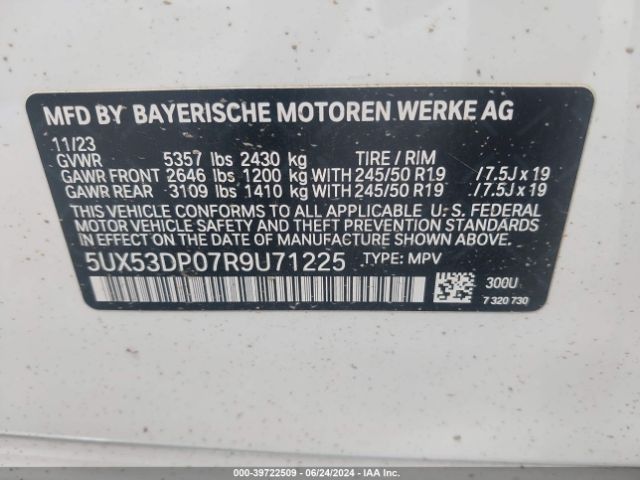 MFD BY BAYERISCHE MOTOREN WERKE AG
11/23
GVWR 5357 lbs 2430 kg TIRE / RIM
GAWR FRONT 2646 lbs 1200 kg WITH 245/50 R19 /7.5J x 19
GAWR REAR 3109 lbs 1410 kg WITH 245/50 R19 /7.5J x 19
THIS VEHICLE CONFORMS TO ALL APPLICABLE U. S. FEDERAL
MOTOR VEHICLE SAFETY AND THEFT PREVENTION STANDARDS
IN EFFECT ON THE DATE OF MANUFACTURE SHOWN ABOVE.
5UX53DP07R9U71225 TYPE: MPV
300U
7 320 730
000-39722509 | 06/24/2024 | IAA Inc.